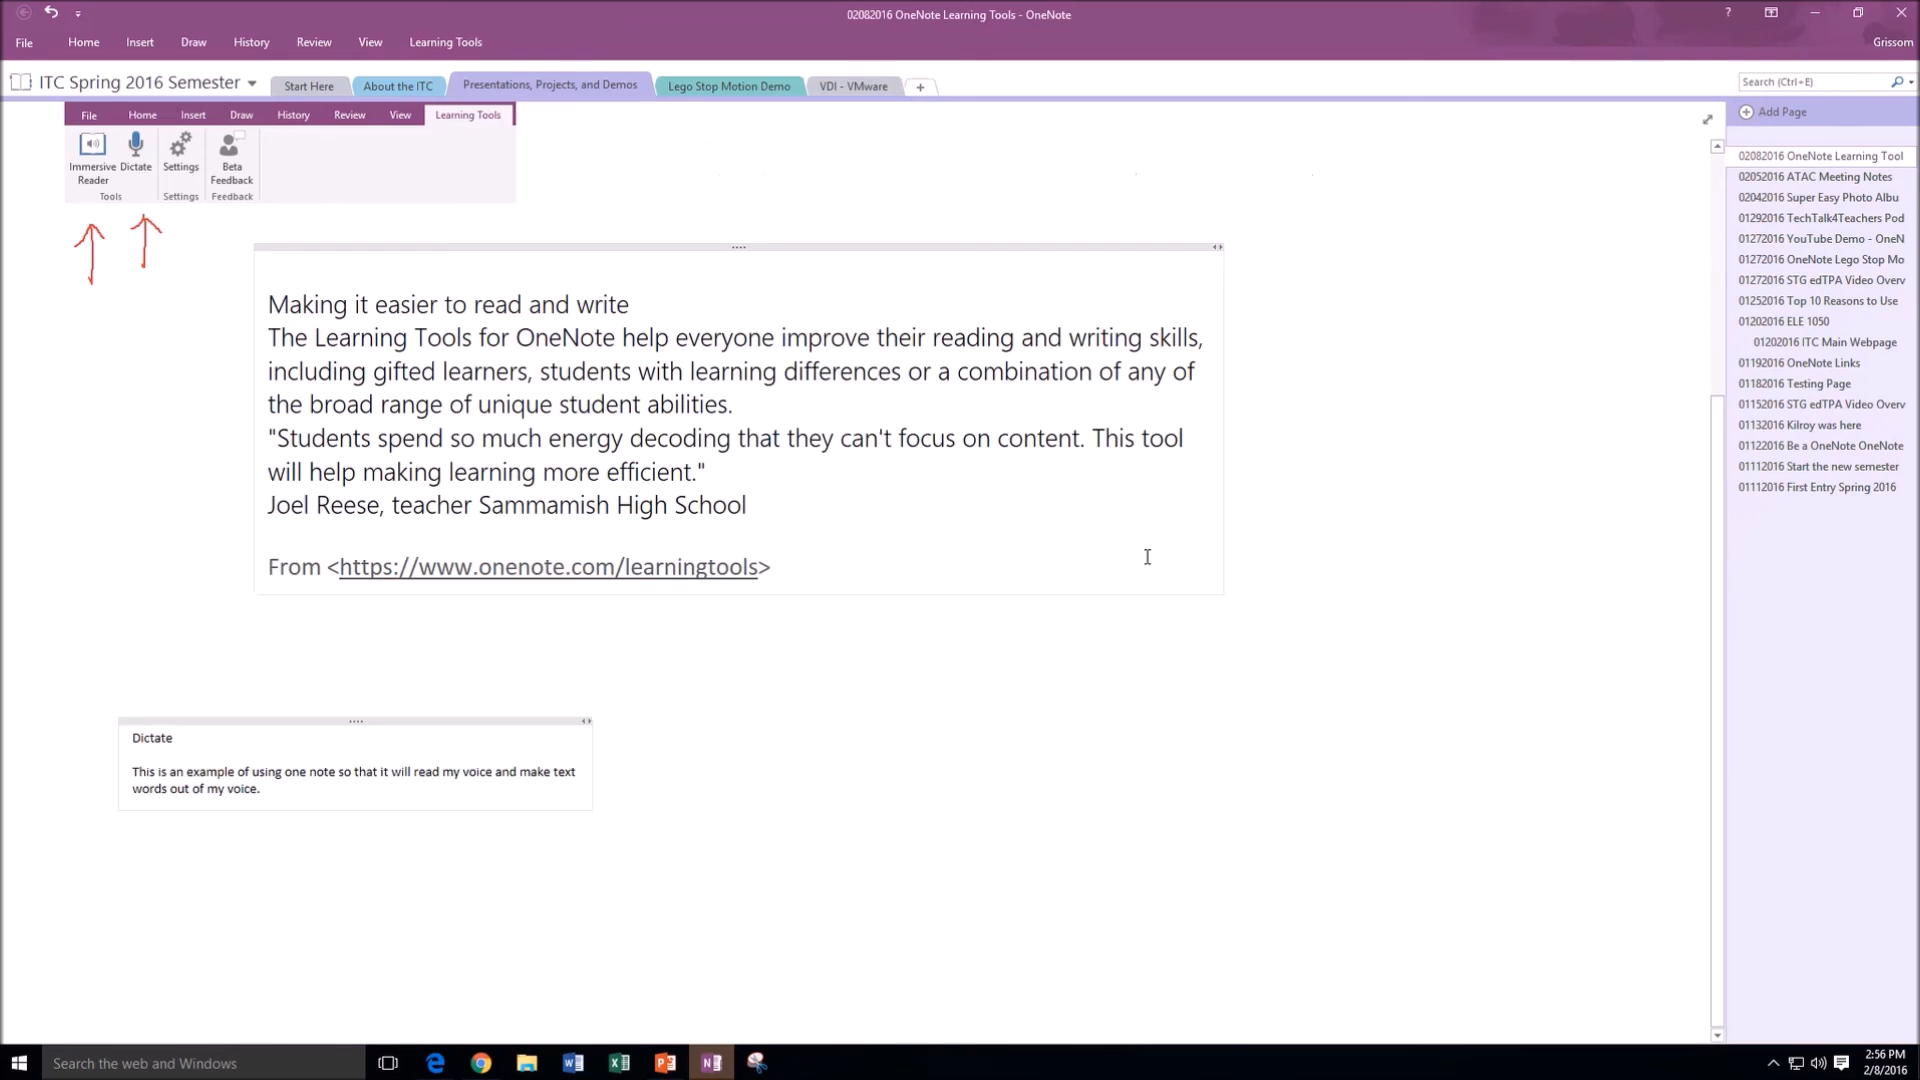 02082016 OneNote Learning Tools - OneNote
?
File Home Insert Draw History Review View Learning Tools
Grissom
ITC Spring 2016 Semester
Start Here
About the ITC
Presentations, Projects, and Demos
Lego Stop Motion Demo
VDI - VMware
+
Search (Ctrl+E)
File Home Insert Draw History Review View Learning Tools
Immersive Reader
Dictate
Settings
Beta Feedback
Tools Settings Feedback
Making it easier to read and write
The Learning Tools for OneNote help everyone improve their reading and writing skills,
including gifted learners, students with learning differences or a combination of any of
the broad range of unique student abilities.
"Students spend so much energy decoding that they can't focus on content. This tool
will help making learning more efficient."
Joel Reese, teacher Sammamish High School
From <https://www.onenote.com/learningtools>
Dictate
This is an example of using one note so that it will read my voice and make text
words out of my voice.
Add Page
02082016 OneNote Learning Tool
02052016 ATAC Meeting Notes
02042016 Super Easy Photo Albu
01292016 TechTalk4Teachers Pod
01272016 YouTube Demo - OneN
01272016 OneNote Lego Stop Mo
01272016 STG edTPA Video Overv
01252016 Top 10 Reasons to Use
01202016 ELE 1050
01202016 ITC Main Webpage
01192016 OneNote Links
01182016 Testing Page
01152016 STG edTPA Video Overv
01132016 Kilroy was here
01122016 Be a OneNote OneNote
01112016 Start the new semester
01112016 First Entry Spring 2016
Search the web and Windows
2:56 PM
2/8/2016